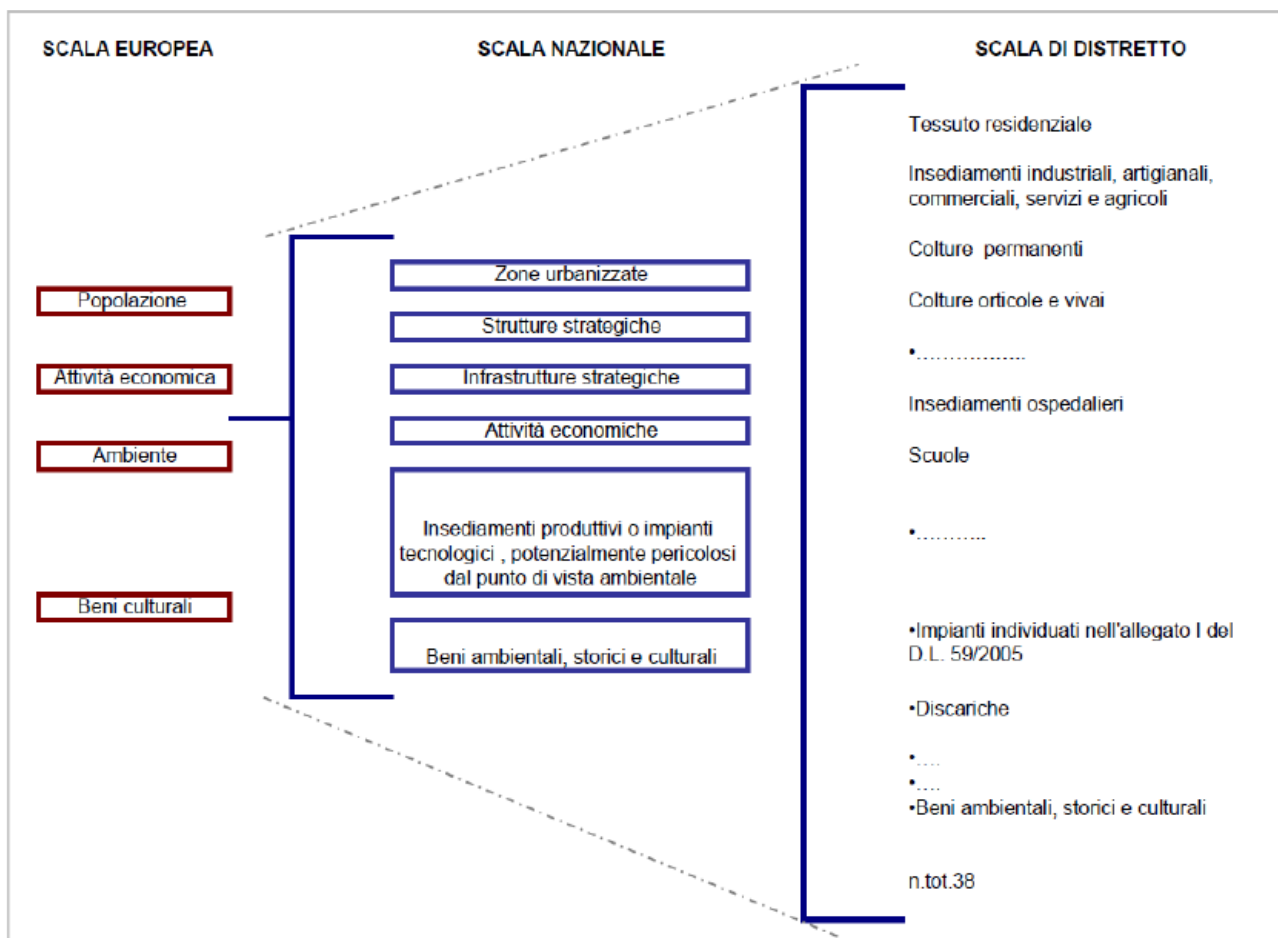 SCALA EUROPEA
SCALA NAZIONALE
SCALA DI DISTRETTO
Popolazione
Attività economica
Ambiente
Beni culturali
Zone urbanizzate
Strutture strategiche
Infrastrutture strategiche
Attività economiche
Insediamenti produttivi o impianti
tecnologici , potenzialmente pericolosi
dal punto di vista ambientale
Beni ambientali, storici e culturali
Tessuto residenziale
Insediamenti industriali, artigianali,
commerciali, servizi e agricoli
Colture permanenti
Colture orticole e vivai
•................
Insediamenti ospedalieri
Scuole
•...........
•Impianti individuati nell'allegato I del
D.L. 59/2005
•Discariche
•....
•....
•Beni ambientali, storici e culturali
n.tot.38